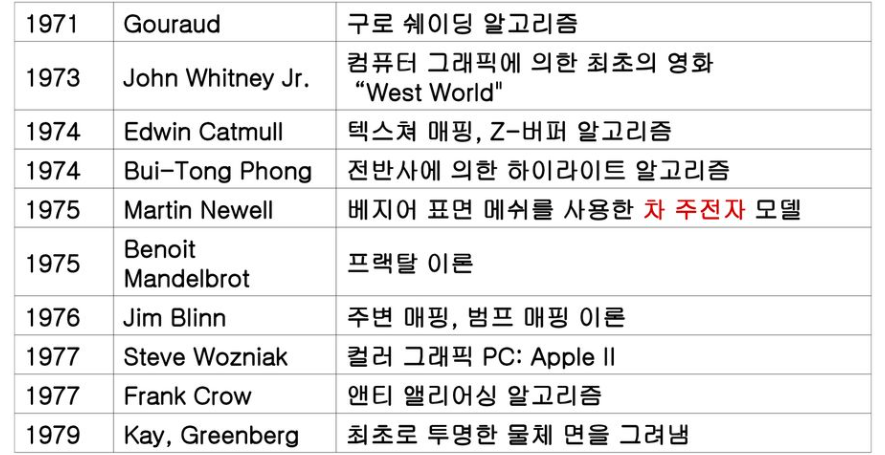 1971 Gouraud 구로 쉐이딩 알고리즘
1973 John Whitney Jr. 컴퓨터 그래픽에 의한 최초의 영화
“West World"
1974 Edwin Catmull 텍스쳐 매핑, Z-버퍼 알고리즘
1974 Bui-Tong Phong 전반사에 의한 하이라이트 알고리즘
1975 Martin Newell 베지어 표면 메쉬를 사용한 차 주전자 모델
1975 Benoit
Mandelbrot 프랙탈 이론
1976 Jim Blinn 주변 매핑, 범프 매핑 이론
1977 Steve Wozniak 컬러 그래픽 PC: Apple II
1977 Frank Crow 앤티 앨리어싱 알고리즘
1979 Kay, Greenberg 최초로 투명한 물체 면을 그려냄